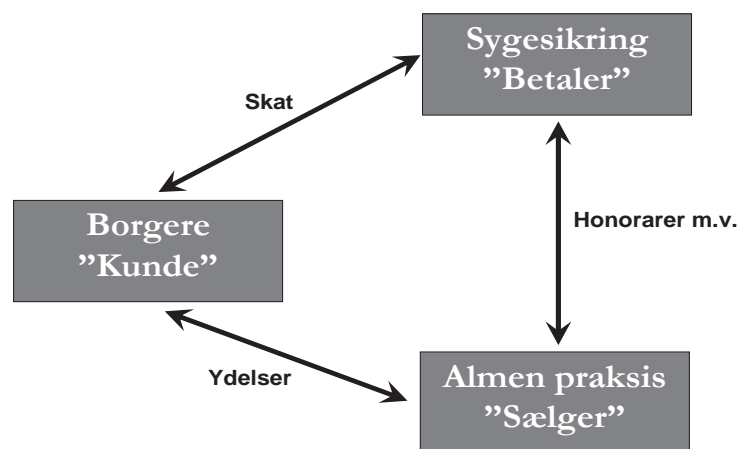 Sygesikring
”Betaler”
Skat
Borgere
”Kunde”
Honorarer m.v.
Ydelser
Almen praksis
”Sælger”